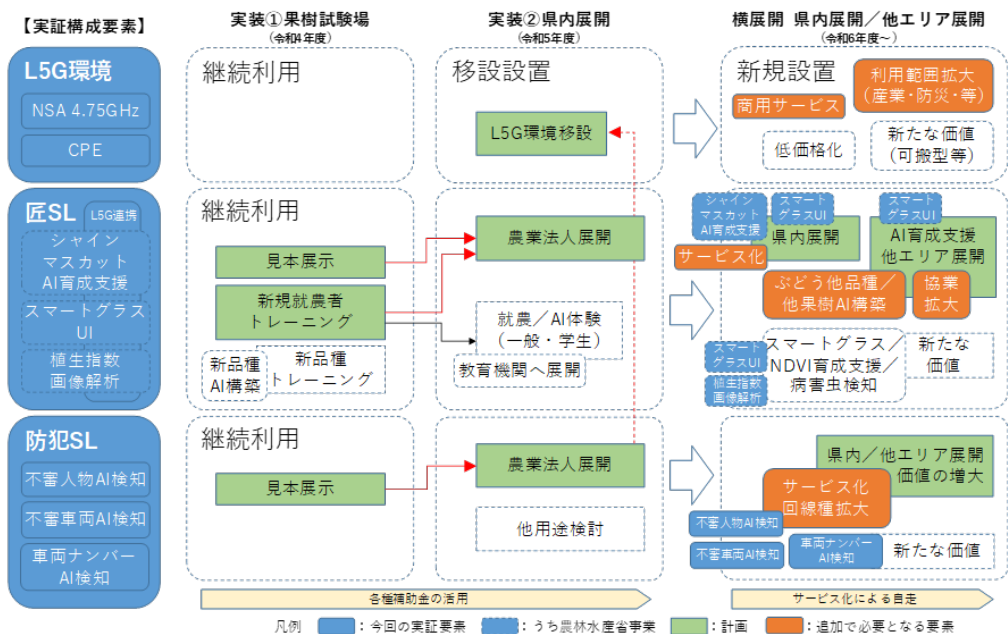 【実証構成要素】
実装①果樹試験場
(令和4年度)
実装②県内展開
(令和5年度)
横展開 県内展開／他エリア展開
(令和6年度～)
L5G環境
NSA 4.75GHz
CPE
継続利用
移設設置
L5G環境移設
新規設置
利用範囲拡大
(産業・防災・等)
商用サービス
低価格化
新たな価値
(可搬型等)
匠SL
L5G連携
シャイン
マスカット
AI育成支援
スマートグラス
UI
植生指数
画像解析
継続利用
見本展示
新規就農者
トレーニング
新品種
AI構築
新品種
トレーニング
農業法人展開
就農／AI体験
(一般・学生)
教育機関へ展開
シャイン
マスカット
AI育成支援
スマート
グラスUI
県内展開
サービス化
スマート
グラスUI
AI育成支援
他エリア展開
ぶどう他品種／
他果樹AI構築
協業
拡大
スマート
グラスUI
植生指数
画像解析
スマートグラス／
NDVI育成支援／
病害虫検知
新たな
価値
防犯SL
不審人物AI検知
不審車両AI検知
車両ナンバー
AI検知
継続利用
見本展示
農業法人展開
他用途検討
県内／他エリア展開
価値の増大
サービス化
回線種拡大
不審人物AI検知
不審車両AI検知
車両ナンバー
AI検知
新たな価値
各種補助金の活用
サービス化による自走
凡例
：今回の実証要素
：うち農林水産省事業
：計画
：追加で必要となる要素